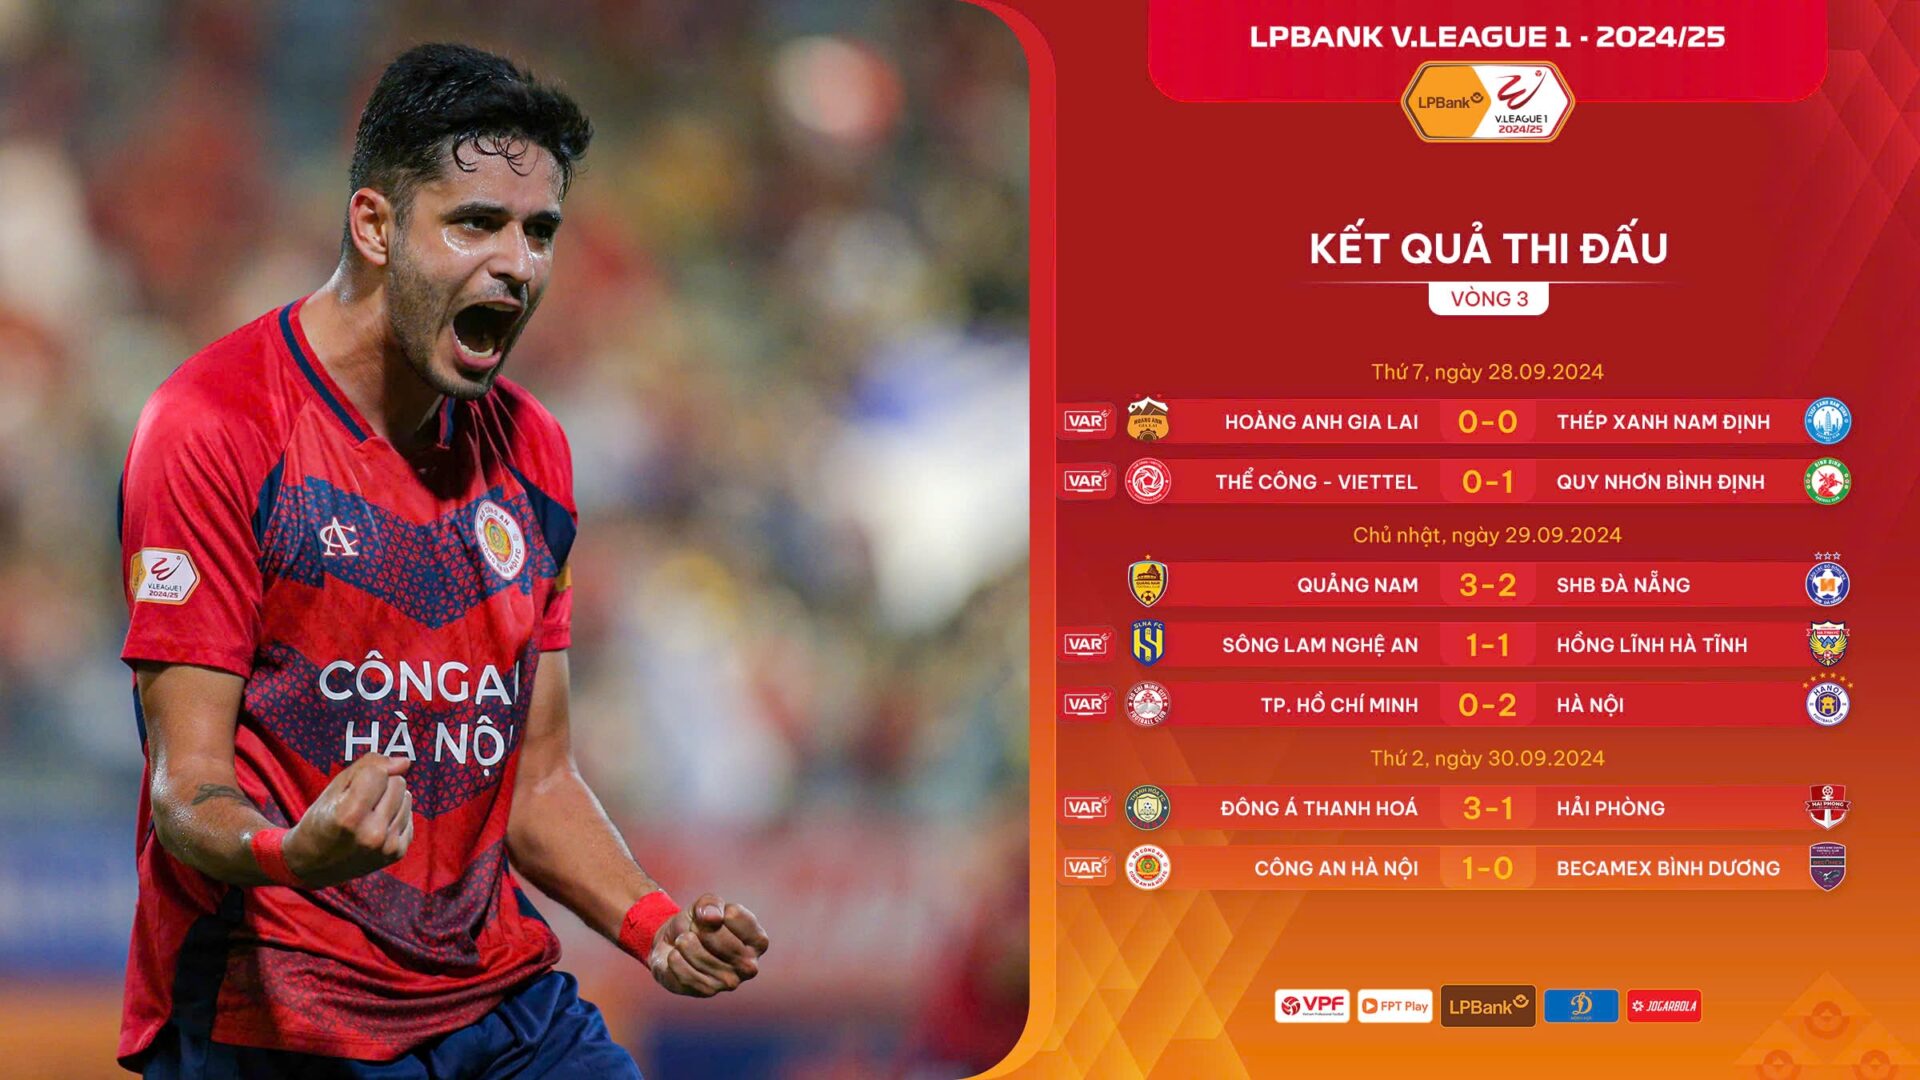 LPBANK V.LEAGUE 1 - 2024/25
LPBank
V.LEAGUE 1
2024/25
KẾT QUẢ THI ĐẤU
VÒNG 3
Thứ 7, ngày 28.09.2024
VAR HOÀNG ANH GIA LAI 0-0 THÉP XANH NAM ĐỊNH
VAR THỂ CÔNG - VIETTEL 0-1 QUY NHƠN BÌNH ĐỊNH
Chủ nhật, ngày 29.09.2024
QUẢNG NAM 3-2 SHB ĐÀ NẴNG
VAR SÔNG LAM NGHỆ AN 1-1 HỒNG LĨNH HÀ TĨNH
VAR TP. HỒ CHÍ MINH 0-2 HÀ NỘI
Thứ 2, ngày 30.09.2024
VAR ĐÔNG Á THANH HOÁ 3-1 HẢI PHÒNG
VAR CÔNG AN HÀ NỘI 1-0 BECAMEX BÌNH DƯƠNG
VPF FPT Play LPBank JOGARBOLA
V.LEAGUE 1
2024/25
CÔNG AN
HÀ NỘI